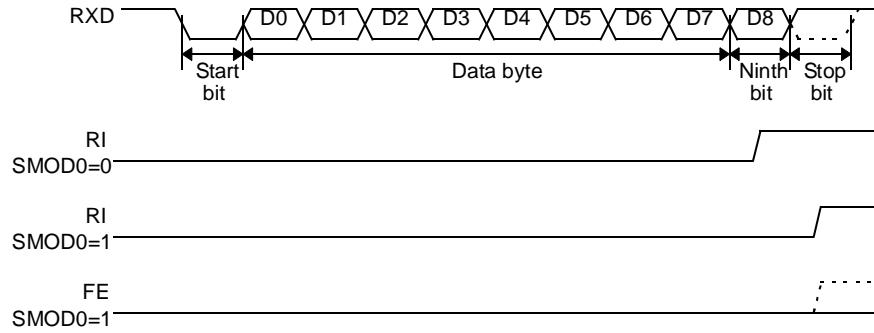 RXD D0 D1 D2 D3 D4 D5 D6 D7 D8
Start bit Data byte Ninth bit Stop bit
RI
SMOD0=0
RI
SMOD0=1
FE
SMOD0=1